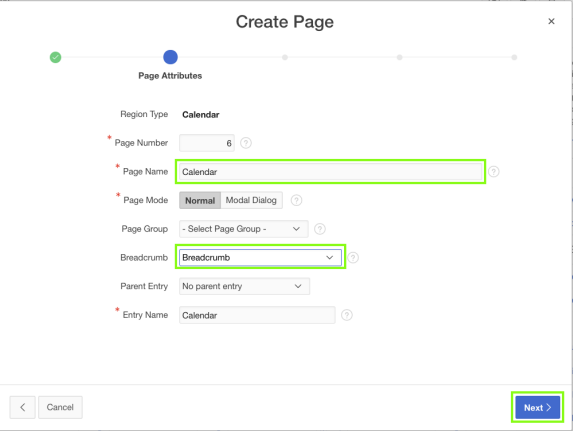 Create Page
×
Page Attributes
Region Type Calendar
* Page Number 6 ?
* Page Name Calendar ?
* Page Mode Normal Modal Dialog ?
Page Group - Select Page Group - ?
Breadcrumb Breadcrumb ?
Parent Entry No parent entry
* Entry Name Calendar ?
< Cancel Next >